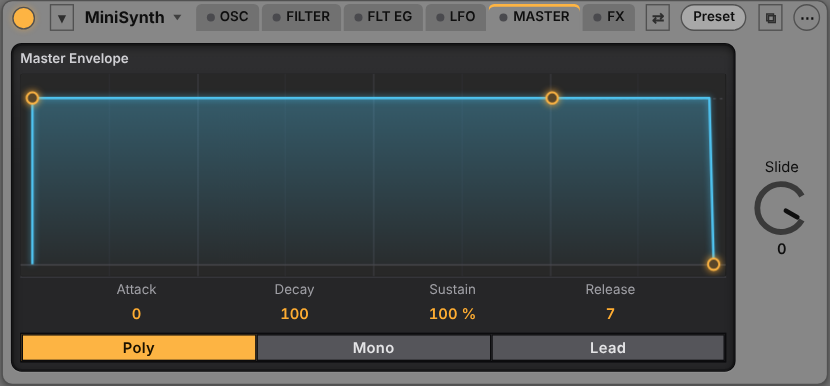 MiniSynth OSC FILTER FLT EG LFO MASTER FX Preset
Master Envelope
Slide
0
Attack Decay Sustain Release
0 100 100 % 7
Poly Mono Lead